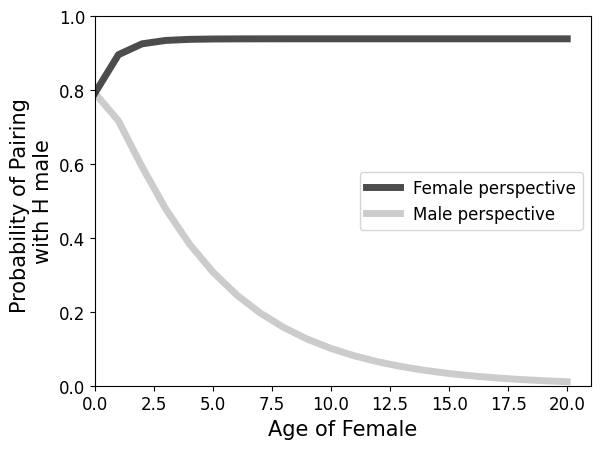 1.0
0.8
0.6
0.4
0.2
0.0
Probability of Pairing
with H male
Female perspective
Male perspective
0.0 2.5 5.0 7.5 10.0 12.5 15.0 17.5 20.0
Age of Female